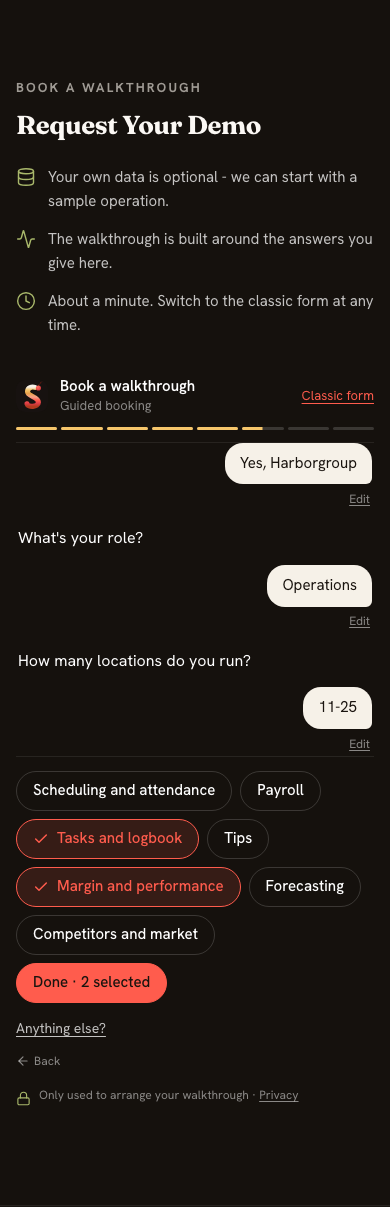 BOOK A WALKTHROUGH
Request Your Demo
Your own data is optional - we can start with a
sample operation.
The walkthrough is built around the answers you
give here.
About a minute. Switch to the classic form at any
time.
Book a walkthrough
Guided booking
Classic form
Yes, Harborgroup
Edit
What's your role?
Operations
Edit
How many locations do you run?
11-25
Edit
Scheduling and attendance
Payroll
Tasks and logbook
Tips
Margin and performance
Forecasting
Competitors and market
Done · 2 selected
Anything else?
Back
Only used to arrange your walkthrough · Privacy